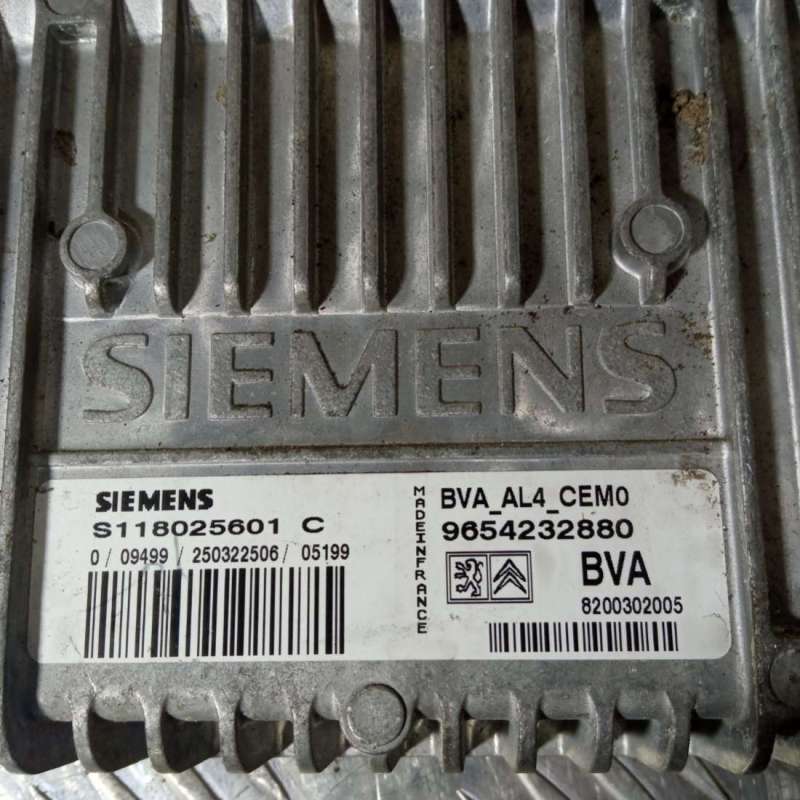 SIEMENS
SIEMENS
S118025601 C
0 / 09499 / 250322506 / 05199
MADEINFRANCE
BVA_AL4_CEM0
9654232880
BVA
8200302005